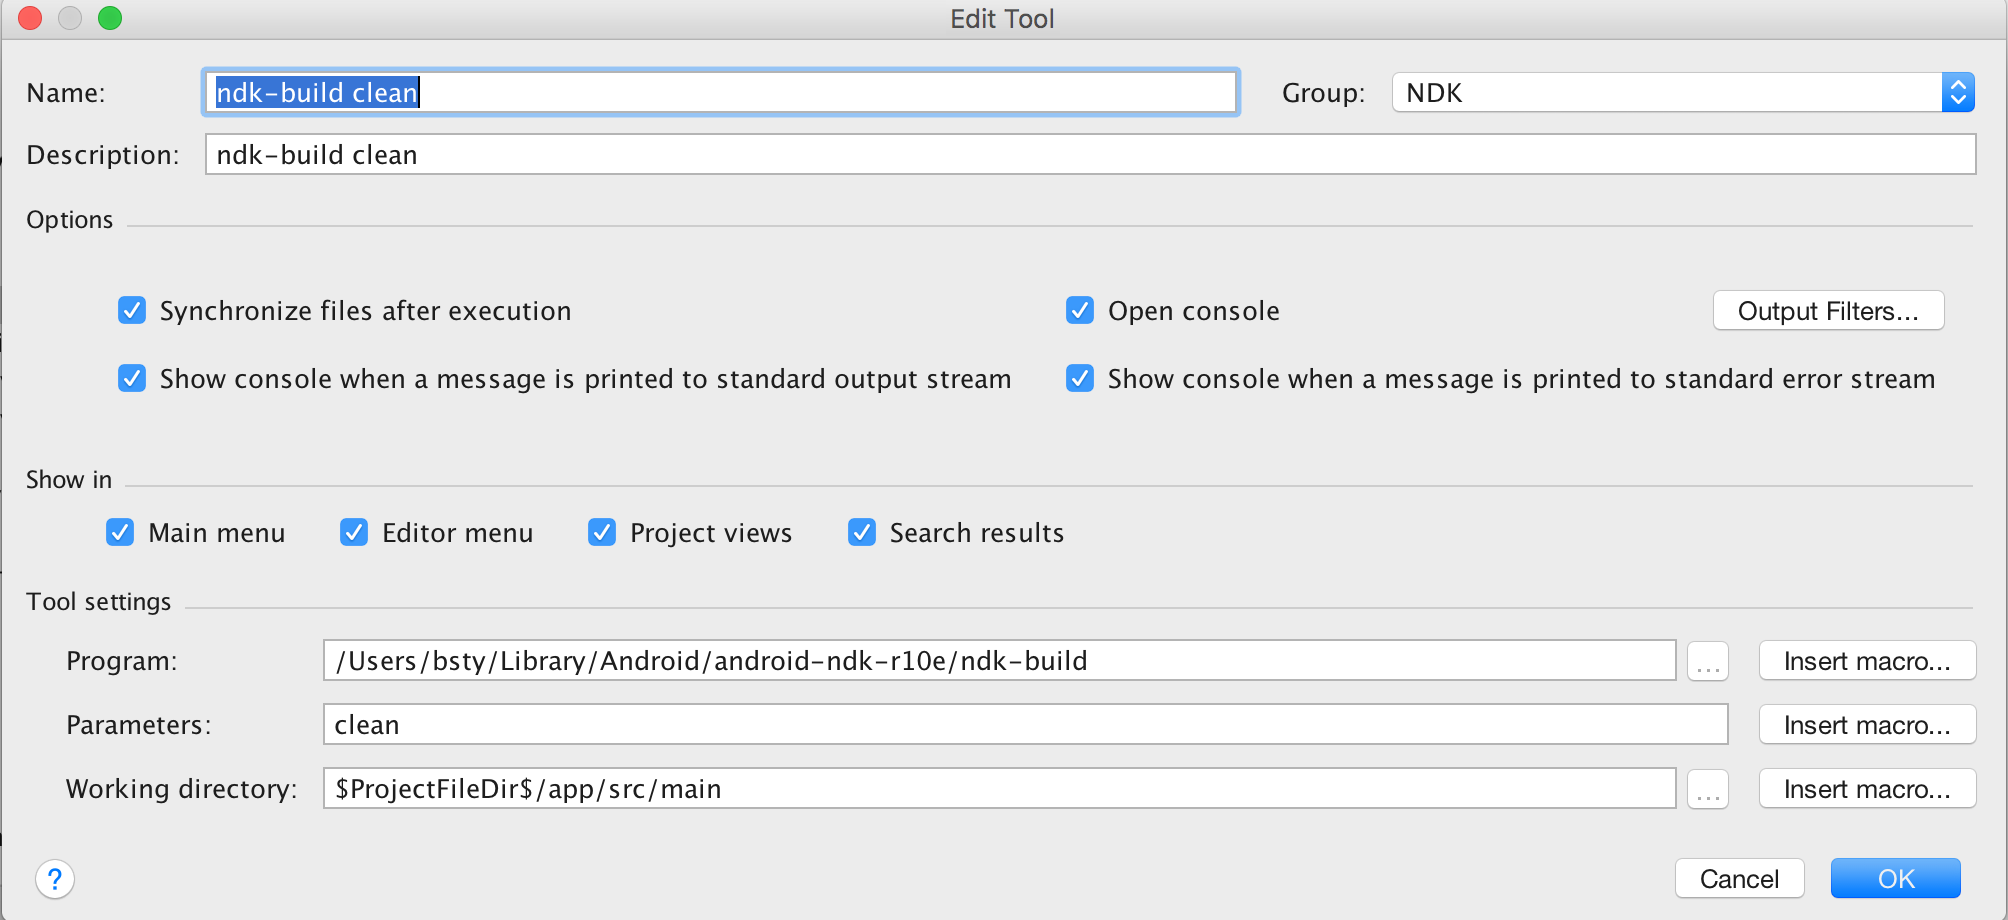 Edit Tool
Name: ndk-build clean Group: NDK
Description: ndk-build clean
Options
Synchronize files after execution Open console Output Filters...
Show console when a message is printed to standard output stream Show console when a message is printed to standard error stream
Show in
Main menu Editor menu Project views Search results
Tool settings
Program: /Users/bsty/Library/Android/android-ndk-r10e/ndk-build ... Insert macro...
Parameters: clean Insert macro...
Working directory: $ProjectFileDir$/app/src/main ... Insert macro...
? Cancel OK